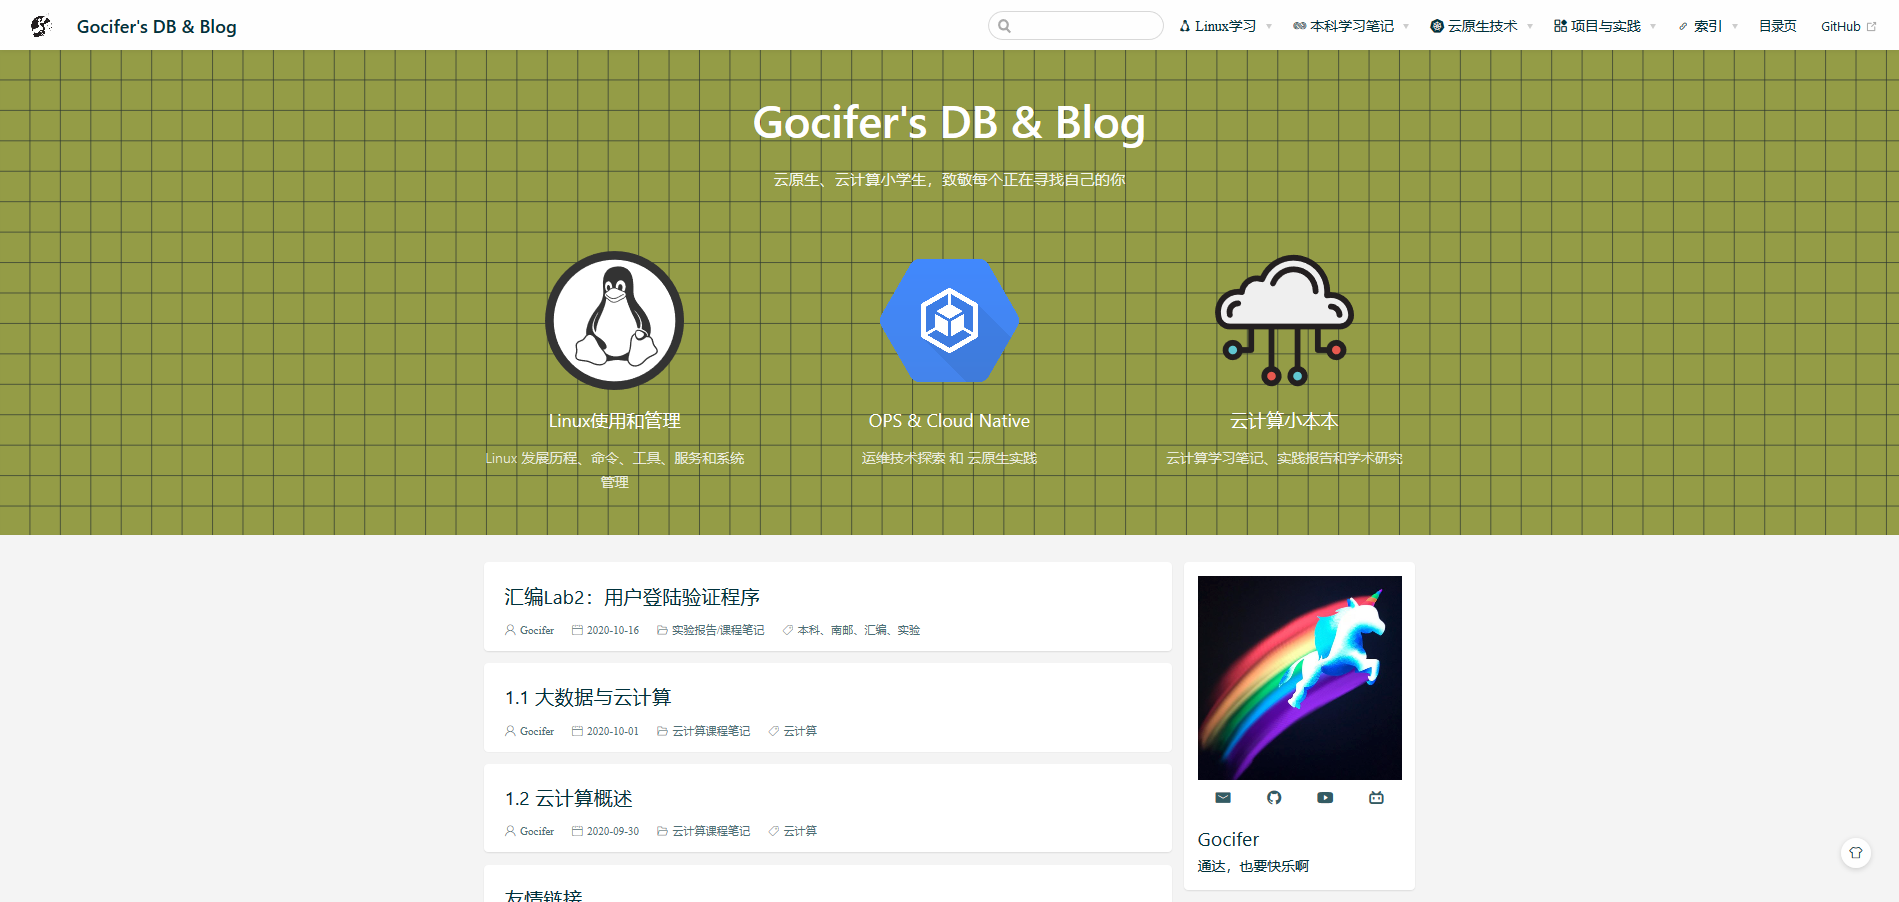 Gocifer's DB & Blog
Linux学习 本科学习笔记 云原生技术 项目与实践 索引 目录页 GitHub
Gocifer's DB & Blog
云原生、云计算小学生，致敬每个正在寻找自己的你
Linux使用和管理
Linux 发展历程、命令、工具、服务和系统
管理
OPS & Cloud Native
运维技术探索 和 云原生实践
云计算小本本
云计算学习笔记、实践报告和学术研究
汇编Lab2：用户登陆验证程序
Gocifer 2020-10-16 实验报告/课程笔记 本科、南邮、汇编、实验
1.1 大数据与云计算
Gocifer 2020-10-01 云计算课程笔记 云计算
1.2 云计算概述
Gocifer 2020-09-30 云计算课程笔记 云计算
友情链接
Gocifer
通达，也要快乐啊